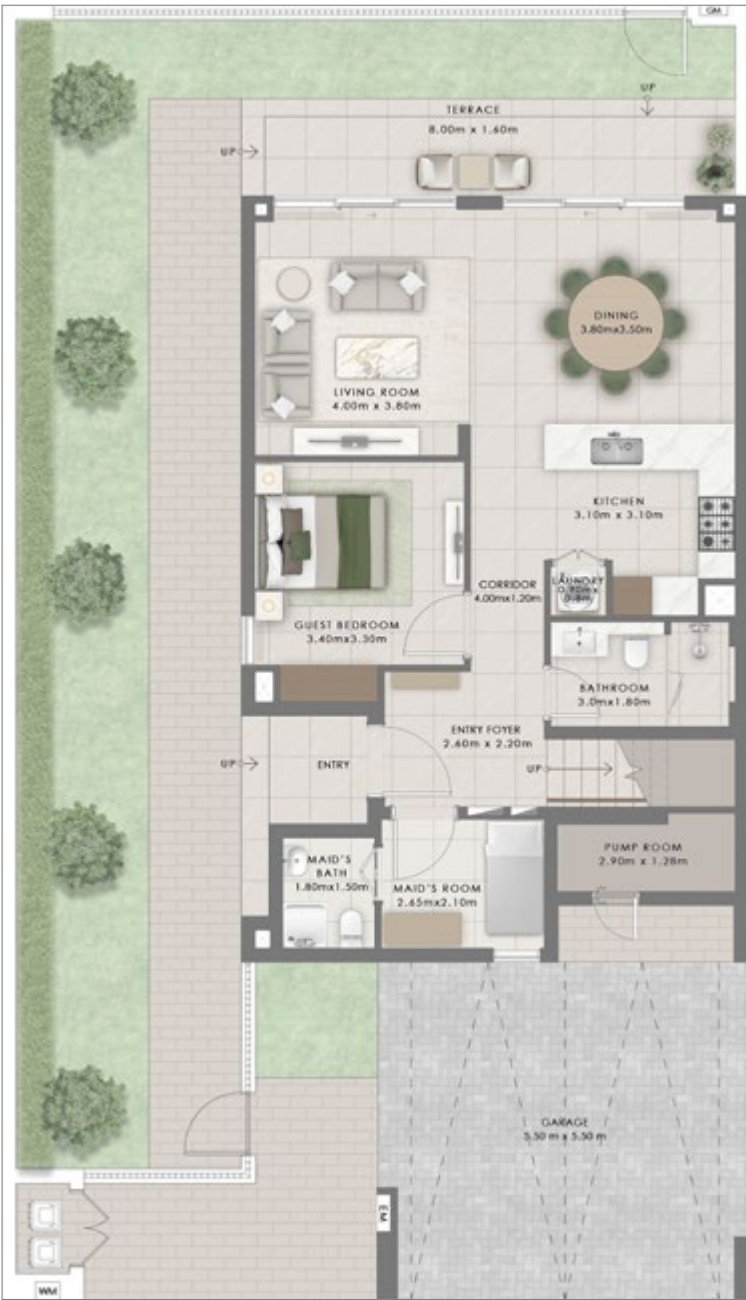 GM
UP
TERRACE
8.00m x 1.60m
UP
DINING
3.80mx3.50m
LIVING ROOM
4.00m x 3.80m
KITCHEN
3.10m x 3.10m
CORRIDOR
4.00mx1.20m
LAUNDRY
GUEST BEDROOM
3.40mx3.30m
BATHROOM
3.0mx1.80m
ENTRY FOYER
2.60m x 2.20m
UP
ENTRY
UP
MAID'S
BATH
1.80mx1.50m
MAID'S ROOM
2.65mx2.10m
PUMP ROOM
2.90m x 1.28m
GARAGE
5.50 m x 5.50 m
EM
WM